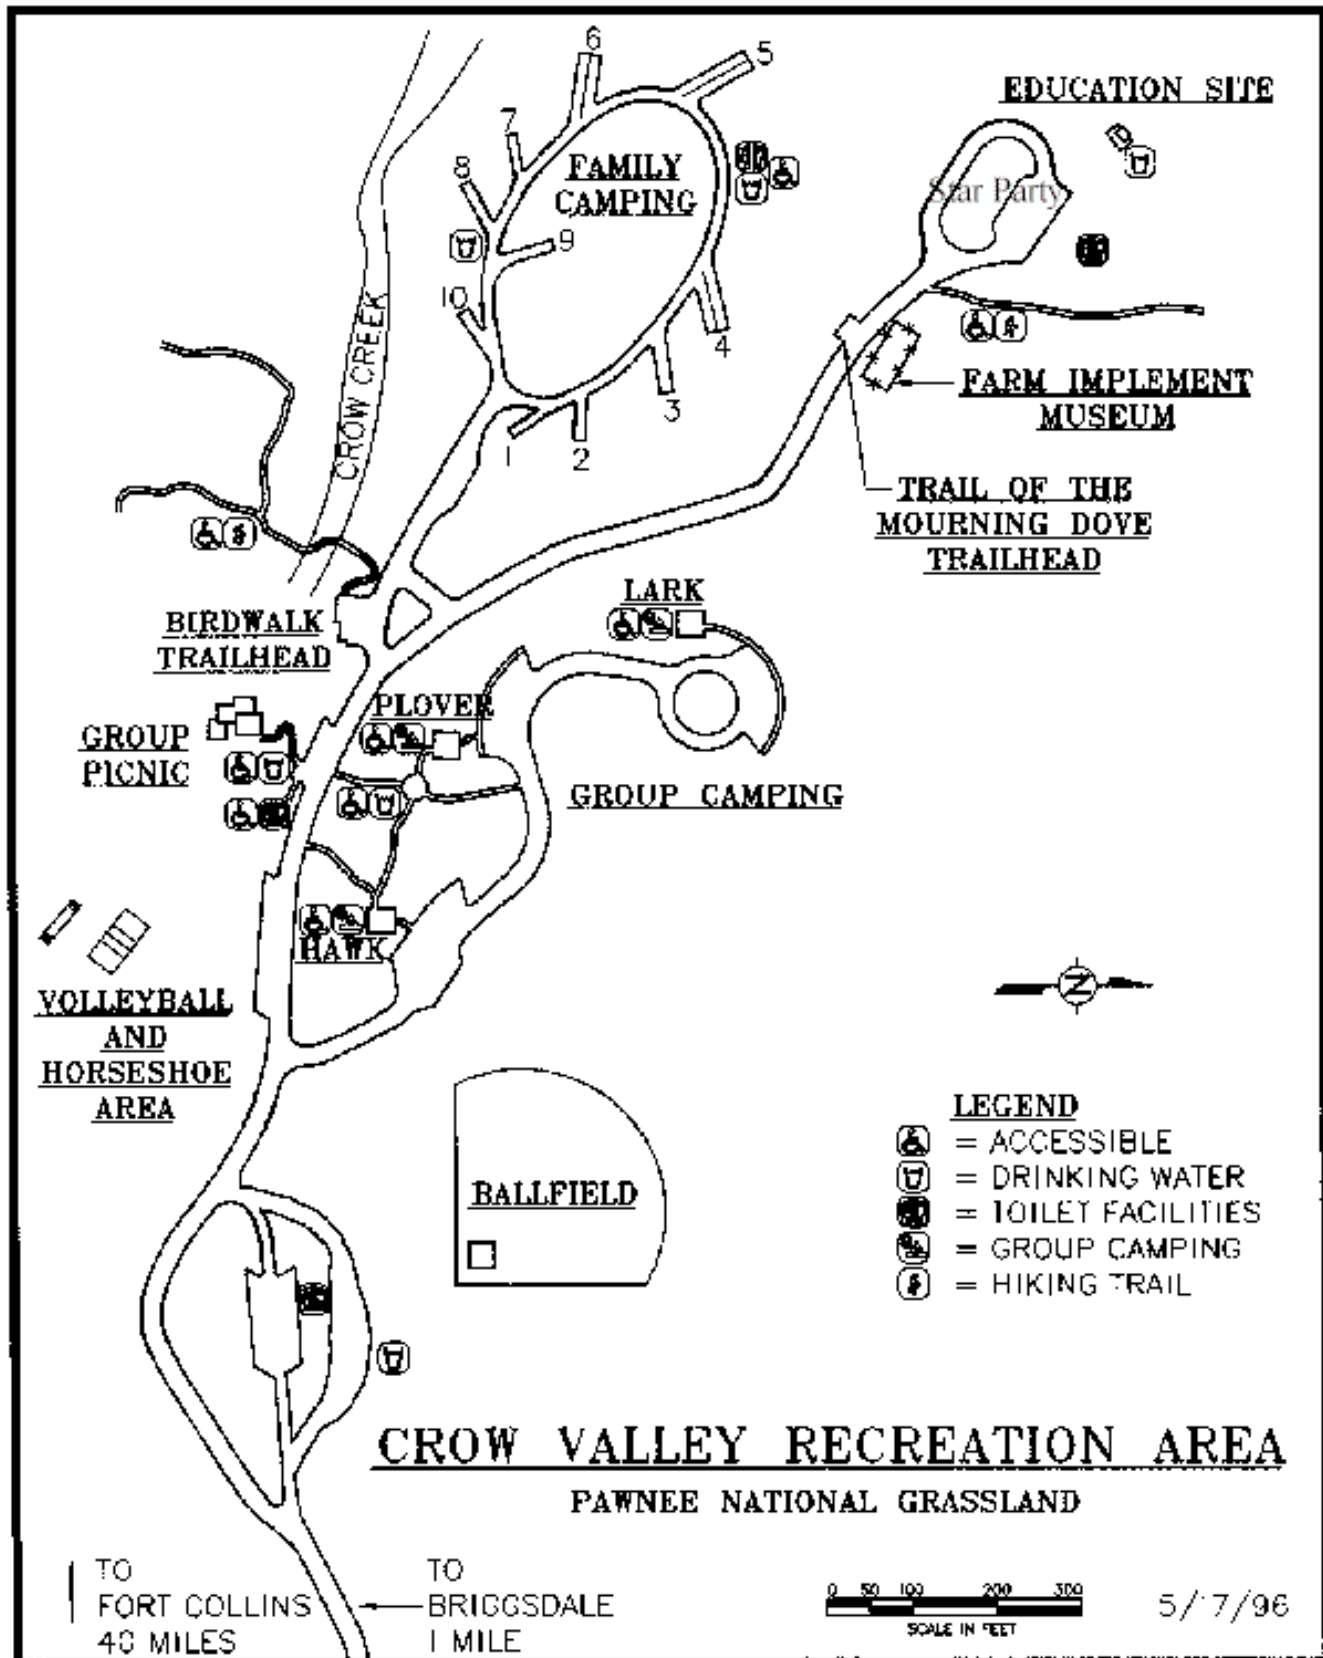 6
5
EDUCATION SITE
7
8
FAMILY
CAMPING
Star Party
9
10
CROW CREEK
4
3
FARM IMPLEMENT
MUSEUM
1
2
TRAIL OF THE
MOURNING DOVE
TRAILHEAD
LARK
BIRDWALK
TRAILHEAD
PLOVER
GROUP
PICNIC
GROUP CAMPING
HAWK
N
VOLLEYBALL
AND
HORSESHOE
AREA
LEGEND
= ACCESSIBLE
= DRINKING WATER
= TOILET FACILITIES
= GROUP CAMPING
= HIKING TRAIL
BALLFIELD
CROW VALLEY RECREATION AREA
PAWNEE NATIONAL GRASSLAND
TO
FORT COLLINS
40 MILES
TO
BRIGGSDALE
1 MILE
0 50 100 200 300
SCALE IN FEET